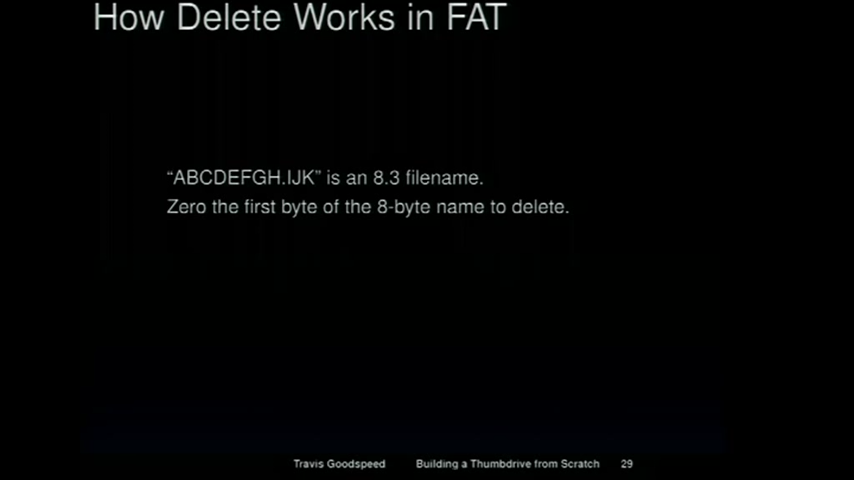 How Delete Works in FAT
“ABCDEFGH.IJK” is an 8.3 filename.
Zero the first byte of the 8-byte name to delete.
Travis Goodspeed Building a Thumbdrive from Scratch 29